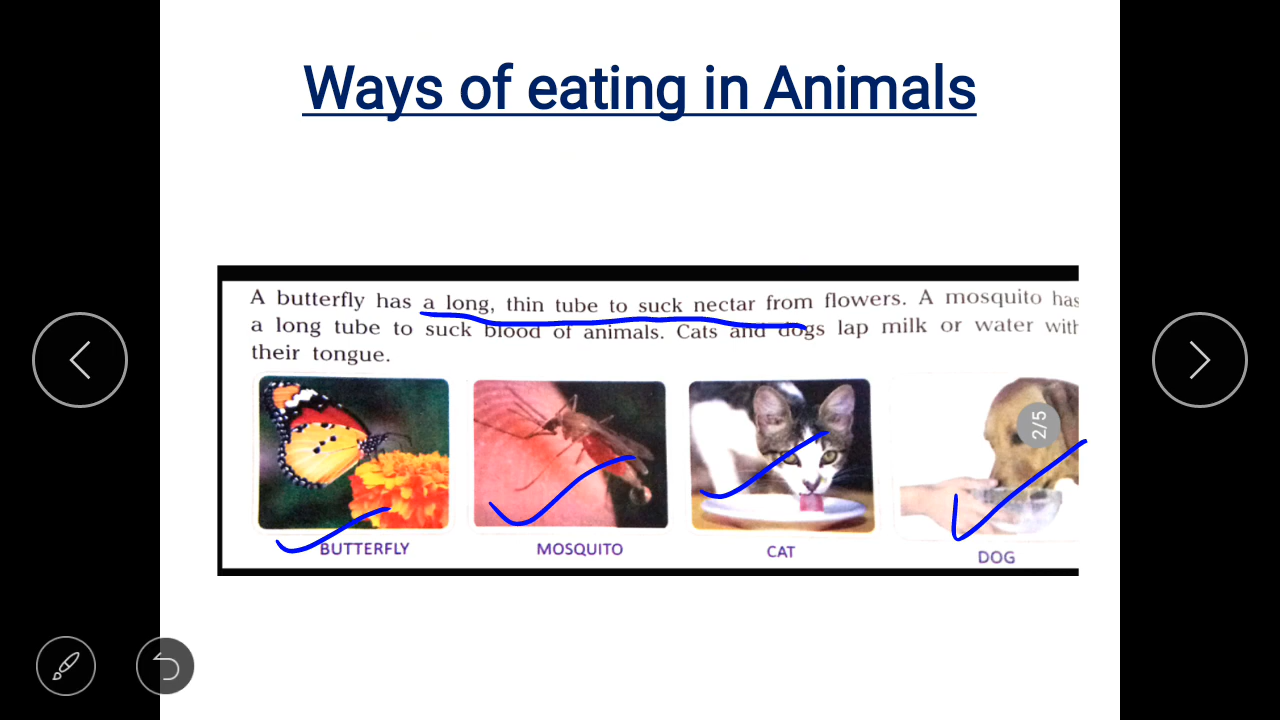 Ways of eating in Animals
A butterfly has a long, thin tube to suck nectar from flowers. A mosquito has
a long tube to suck blood of animals. Cats and dogs lap milk or water with
their tongue.
2/5
BUTTERFLY
MOSQUITO
CAT
DOG